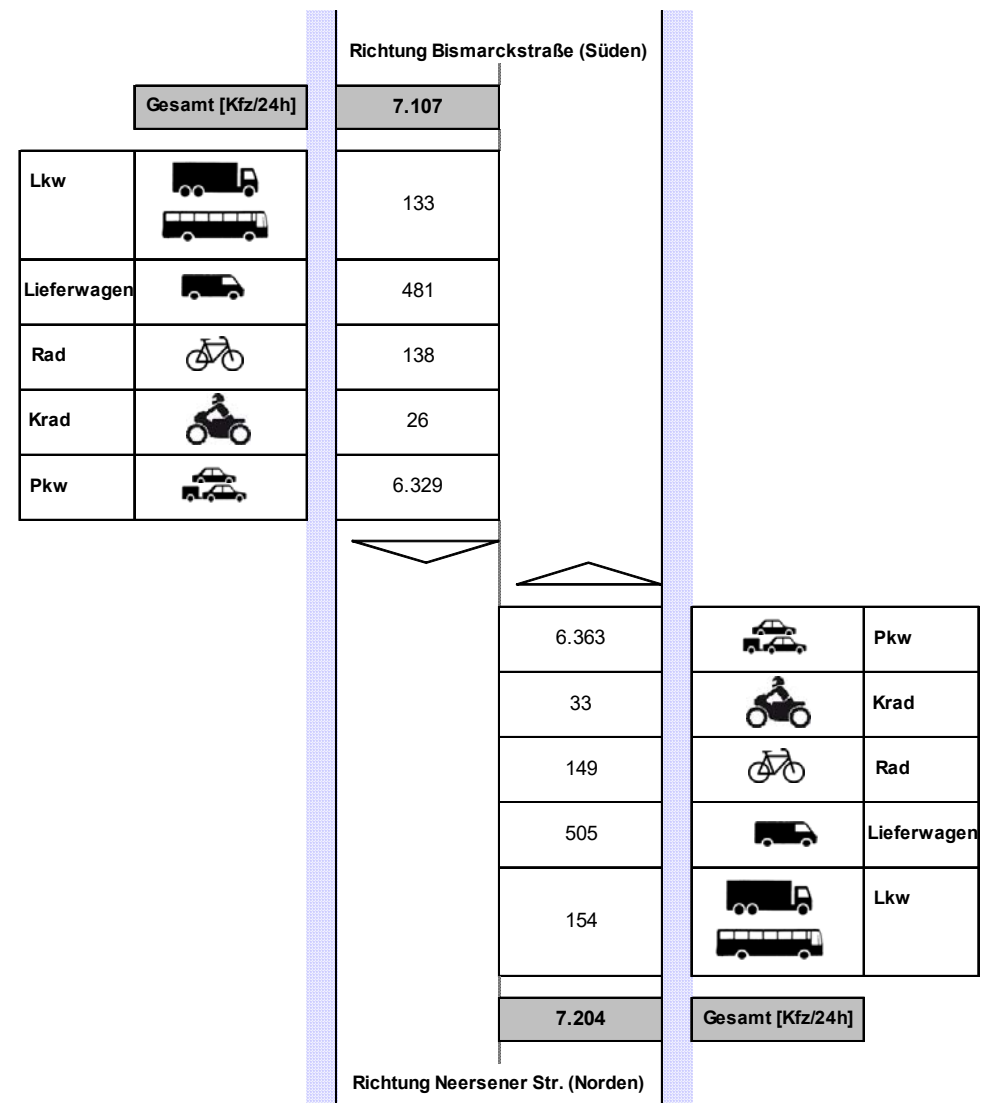 Richtung Bismarckstraße (Süden)
Gesamt [Kfz/24h] 7.107
Lkw 133
Lieferwagen 481
Rad 138
Krad 26
Pkw 6.329
6.363 Pkw
33 Krad
149 Rad
505 Lieferwagen
154 Lkw
7.204 Gesamt [Kfz/24h]
Richtung Neersener Str. (Norden)